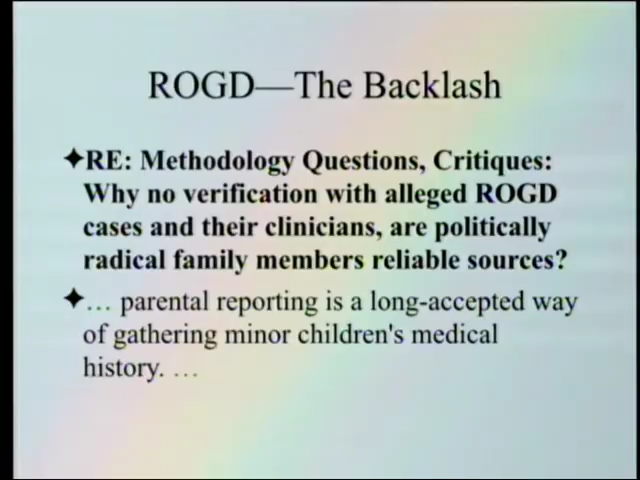 ROGD—The Backlash
✦RE: Methodology Questions, Critiques:
Why no verification with alleged ROGD
cases and their clinicians, are politically
radical family members reliable sources?
✦… parental reporting is a long-accepted way
of gathering minor children's medical
history. …